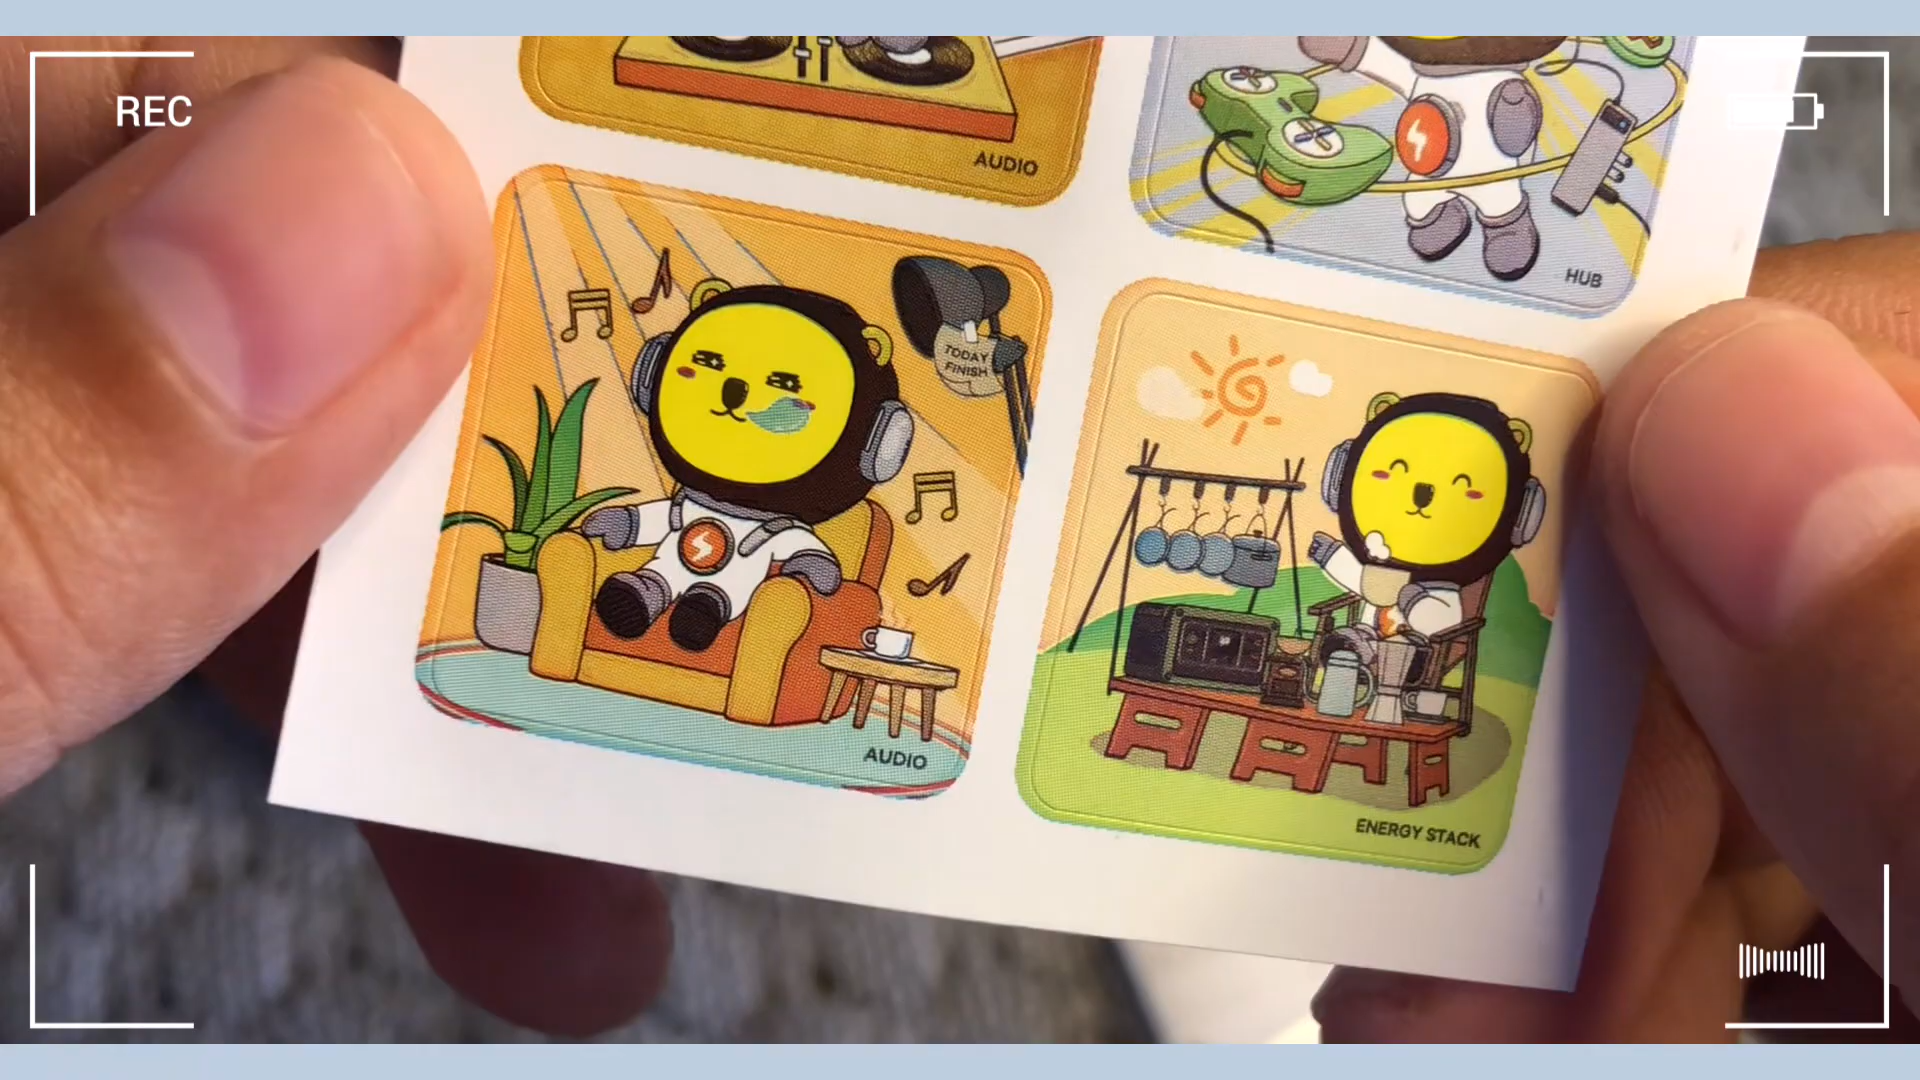 REC
AUDIO
HUB
TODAY
FINISH
AUDIO
ENERGY STACK